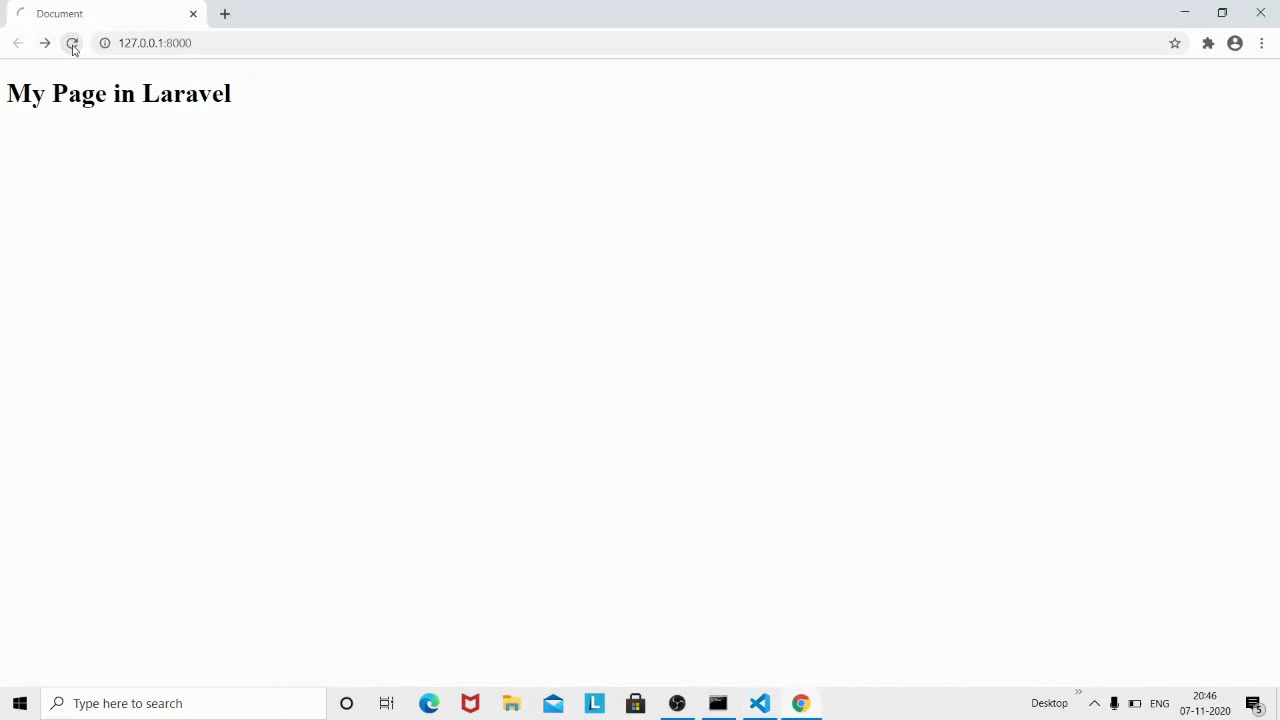 Document
127.0.0.1:8000
My Page in Laravel
Type here to search
L
Desktop
ENG
20:46
07-11-2020
5